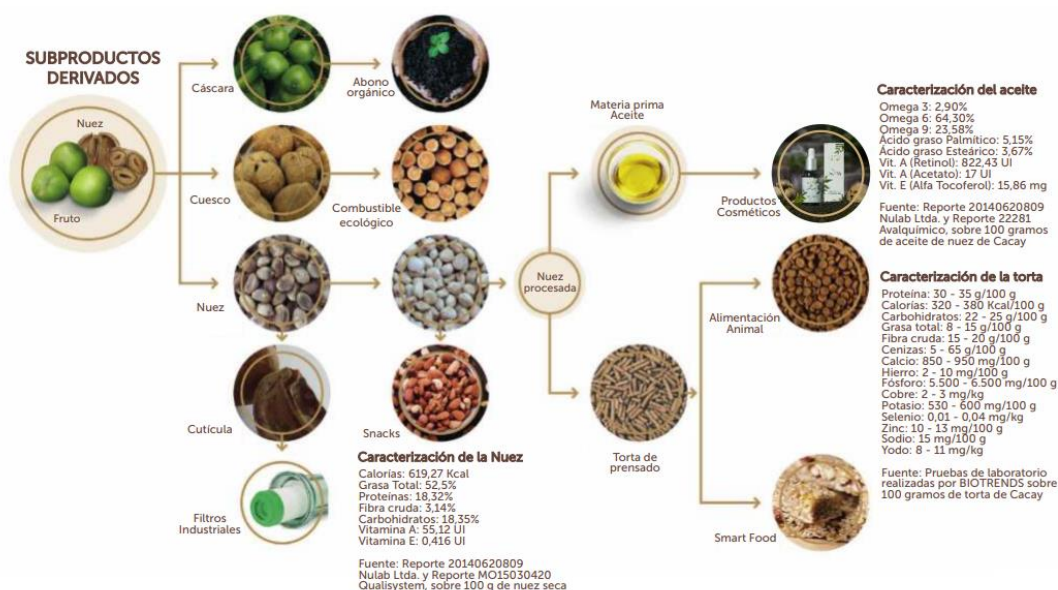 SUBPRODUCTOS
DERIVADOS
Nuez
Fruto
Cáscara
Abono
orgánico
Cuesco
Combustible
ecológico
Nuez
Cutícula
Snacks
Filtros
Industriales
Caracterización de la Nuez
Calorías: 619,27 Kcal
Grasa Total: 52,5%
Proteínas: 18,32%
Fibra cruda: 3,14%
Carbohidratos: 18,35%
Vitamina A: 55,12 UI
Vitamina E: 0,416 UI
Fuente: Reporte 20140620809
Nulab Ltda. y Reporte MO15030420
Qualisystem, sobre 100 g de nuez seca
Nuez
procesada
Materia prima
Aceite
Productos
Cosméticos
Alimentación
Animal
Torta de
prensado
Smart Food
Caracterización del aceite
Omega 3: 2,90%
Omega 6: 64,30%
Omega 9: 23,58%
Ácido graso Palmítico: 5,15%
Ácido graso Esteárico: 3,67%
Vit. A (Retinol): 822,43 UI
Vit. A (Acetato): 17 UI
Vit. E (Alfa Tocoferol): 15,86 mg
Fuente: Reporte 20140620809
Nulab Ltda. y Reporte 22281
Avalquímico, sobre 100 gramos
de aceite de nuez de Cacay
Caracterización de la torta
Proteína: 30 - 35 g/100 g
Calorías: 320 - 380 Kcal/100 g
Carbohidratos: 22 - 25 g/100 g
Grasa total: 8 - 15 g/100 g
Fibra cruda: 15 - 20 g/100 g
Cenizas: 5 - 65 g/100 g
Calcio: 850 - 950 mg/100 g
Hierro: 2 - 10 mg/100 g
Fósforo: 5.500 - 6.500 mg/100 g
Cobre: 2 - 3 mg/kg
Potasio: 530 - 600 mg/100 g
Selenio: 0,01 - 0,04 mg/kg
Zinc: 10 - 13 mg/100 g
Sodio: 15 mg/100 g
Yodo: 8 - 11 mg/kg
Fuente: Pruebas de laboratorio
realizadas por BIOTRENDS sobre
100 gramos de torta de Cacay